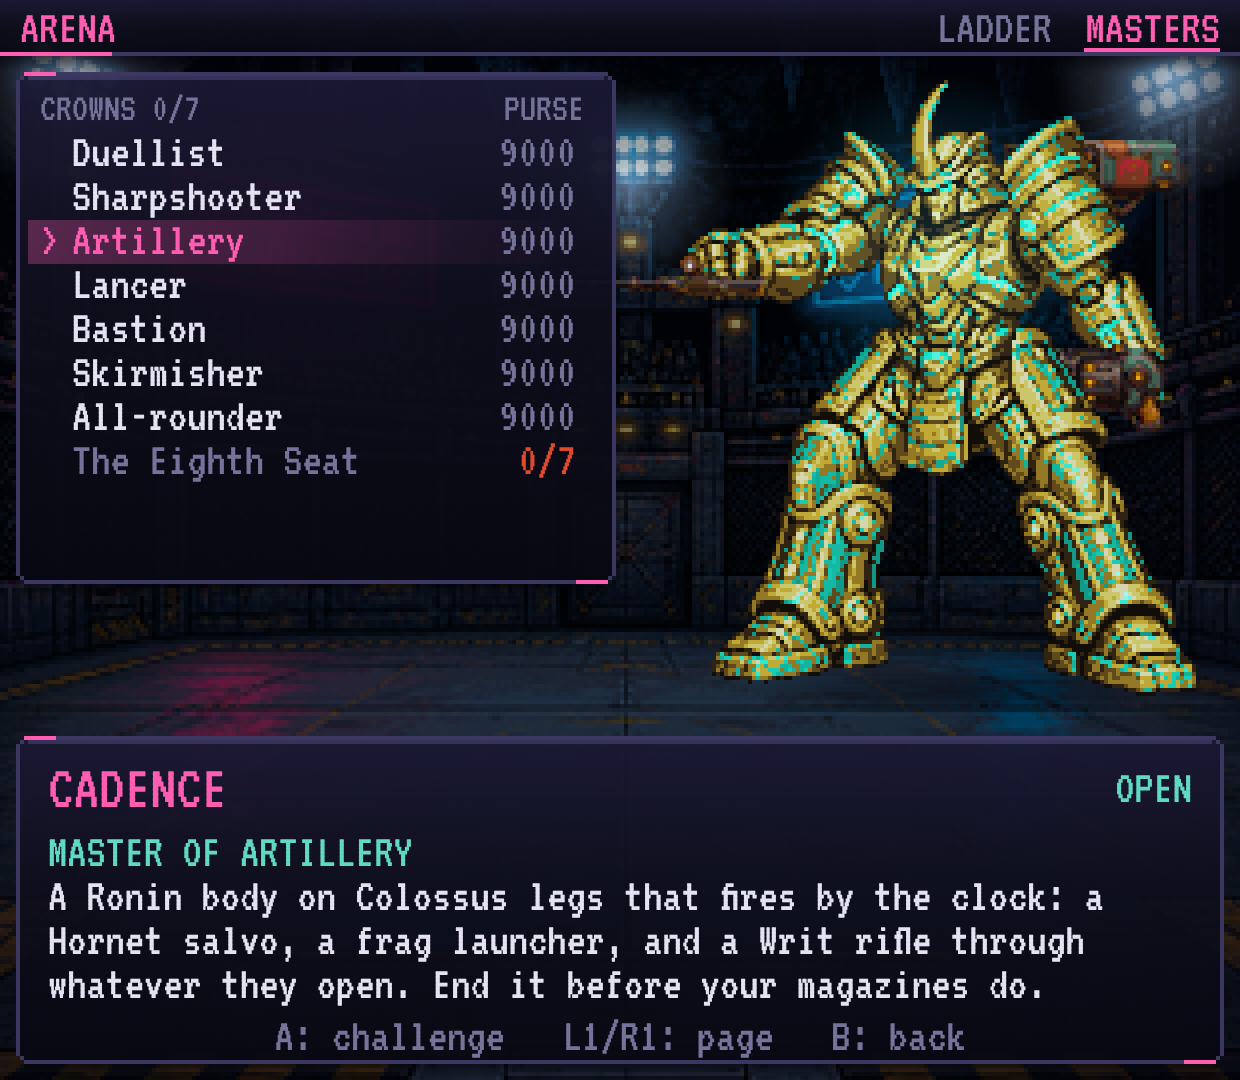 ARENA
LADDER MASTERS
CROWNS 0/7 PURSE
Duellist 9000
Sharpshooter 9000
> Artillery 9000
Lancer 9000
Bastion 9000
Skirmisher 9000
All-rounder 9000
The Eighth Seat 0/7
CADENCE OPEN
MASTER OF ARTILLERY
A Ronin body on Colossus legs that fires by the clock: a
Hornet salvo, a frag launcher, and a Writ rifle through
whatever they open. End it before your magazines do.
A: challenge L1/R1: page B: back